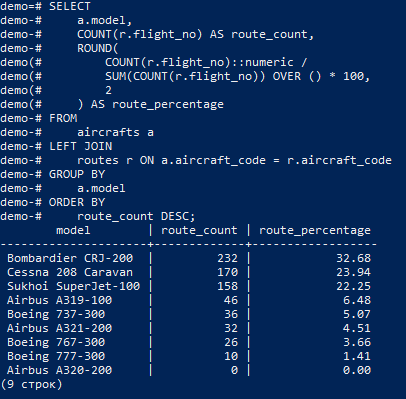 demo=# SELECT
demo-#     a.model,
demo-#     COUNT(r.flight_no) AS route_count,
demo-#     ROUND(
demo(#         COUNT(r.flight_no)::numeric /
demo(#         SUM(COUNT(r.flight_no)) OVER () * 100,
demo(#         2
demo(#     ) AS route_percentage
demo-# FROM
demo-#     aircrafts a
demo-# LEFT JOIN
demo-#     routes r ON a.aircraft_code = r.aircraft_code
demo-# GROUP BY
demo-#     a.model
demo-# ORDER BY
demo-#     route_count DESC;
        model        | route_count | route_percentage
---------------------+-------------+------------------
 Bombardier CRJ-200  |         232 |            32.68
 Cessna 208 Caravan  |         170 |            23.94
 Sukhoi SuperJet-100 |         158 |            22.25
 Airbus A319-100     |          46 |             6.48
 Boeing 737-300      |          36 |             5.07
 Airbus A321-200     |          32 |             4.51
 Boeing 767-300      |          26 |             3.66
 Boeing 777-300      |          10 |             1.41
 Airbus A320-200     |           0 |             0.00
(9 строк)